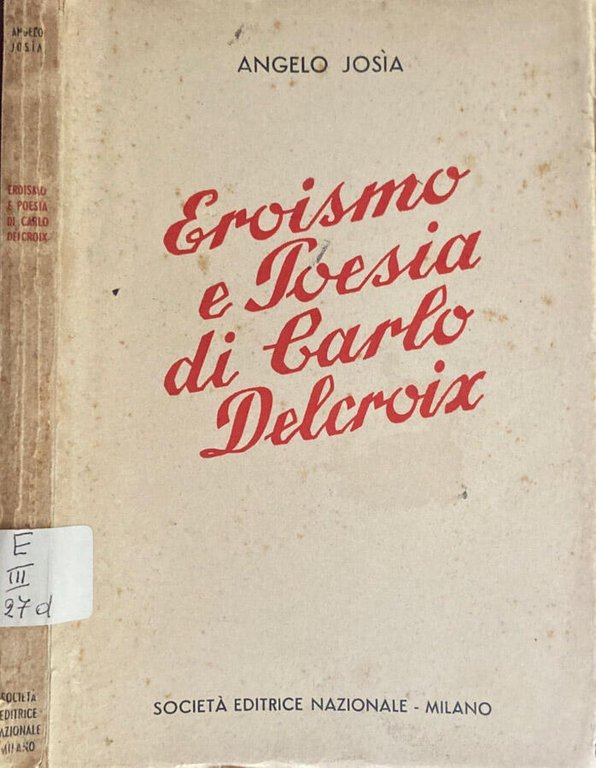 ANGELO
JOSÌA
EROISMO
E POESIA
DI CARLO
DELCROIX
E
III
27 d
SOCIETÀ
EDITRICE
NAZIONALE
MILANO
ANGELO JOSÌA
Eroismo
e Poesia
di Carlo
Delcroix
SOCIETÀ EDITRICE NAZIONALE - MILANO